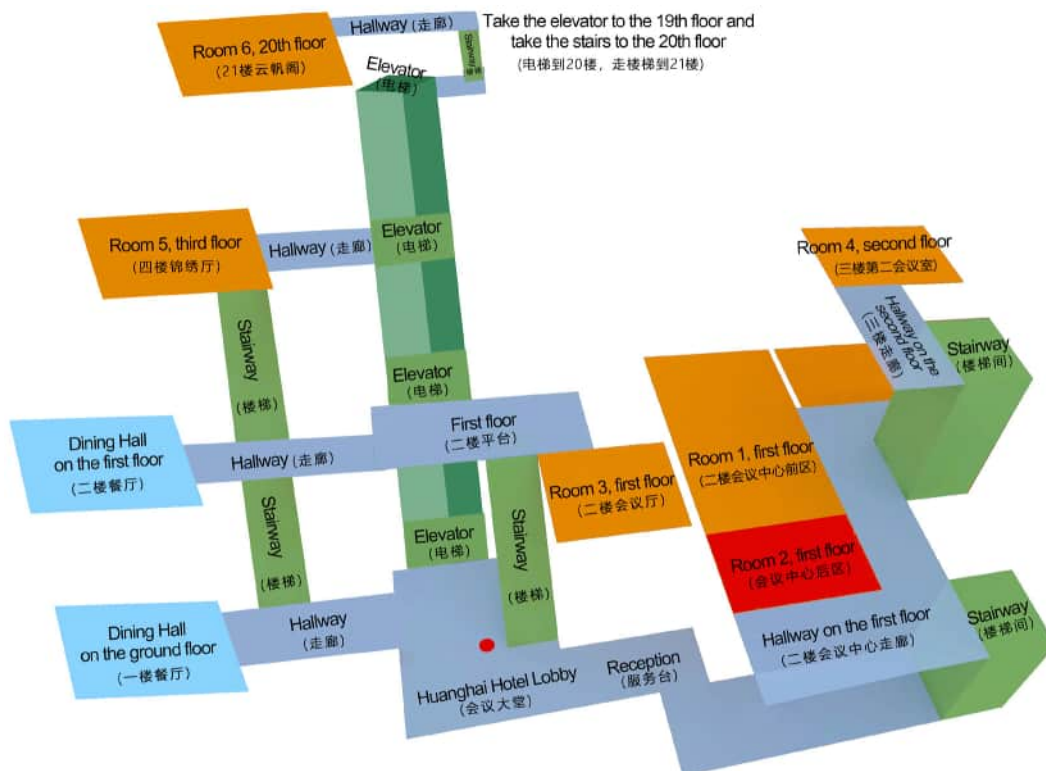 Hallway (走廊)
Take the elevator to the 19th floor and
take the stairs to the 20th floor
(电梯到20楼，走楼梯到21楼)
Room 6, 20th floor
(21楼云帆阁)
Stairway
Elevator
(电梯)
Room 5, third floor
(四楼锦绣厅)
Hallway (走廊)
Elevator
(电梯)
Room 4, second floor
(三楼第二会议室)
Hallway on the
second floor
(三楼走廊)
Stairway
(楼梯间)
Stairway
(楼梯)
Elevator
(电梯)
Dining Hall
on the first floor
(二楼餐厅)
Hallway (走廊)
First floor
(二楼平台)
Room 1, first floor
(二楼会议中心前区)
Room 3, first floor
(二楼会议厅)
Stairway
(楼梯)
Elevator
(电梯)
Stairway
(楼梯)
Room 2, first floor
(会议中心后区)
Dining Hall
on the ground floor
(一楼餐厅)
Hallway
(走廊)
Huanghai Hotel Lobby
(会议大堂)
Reception
(服务台)
Hallway on the first floor
(二楼会议中心走廊)
Stairway
(楼梯间)